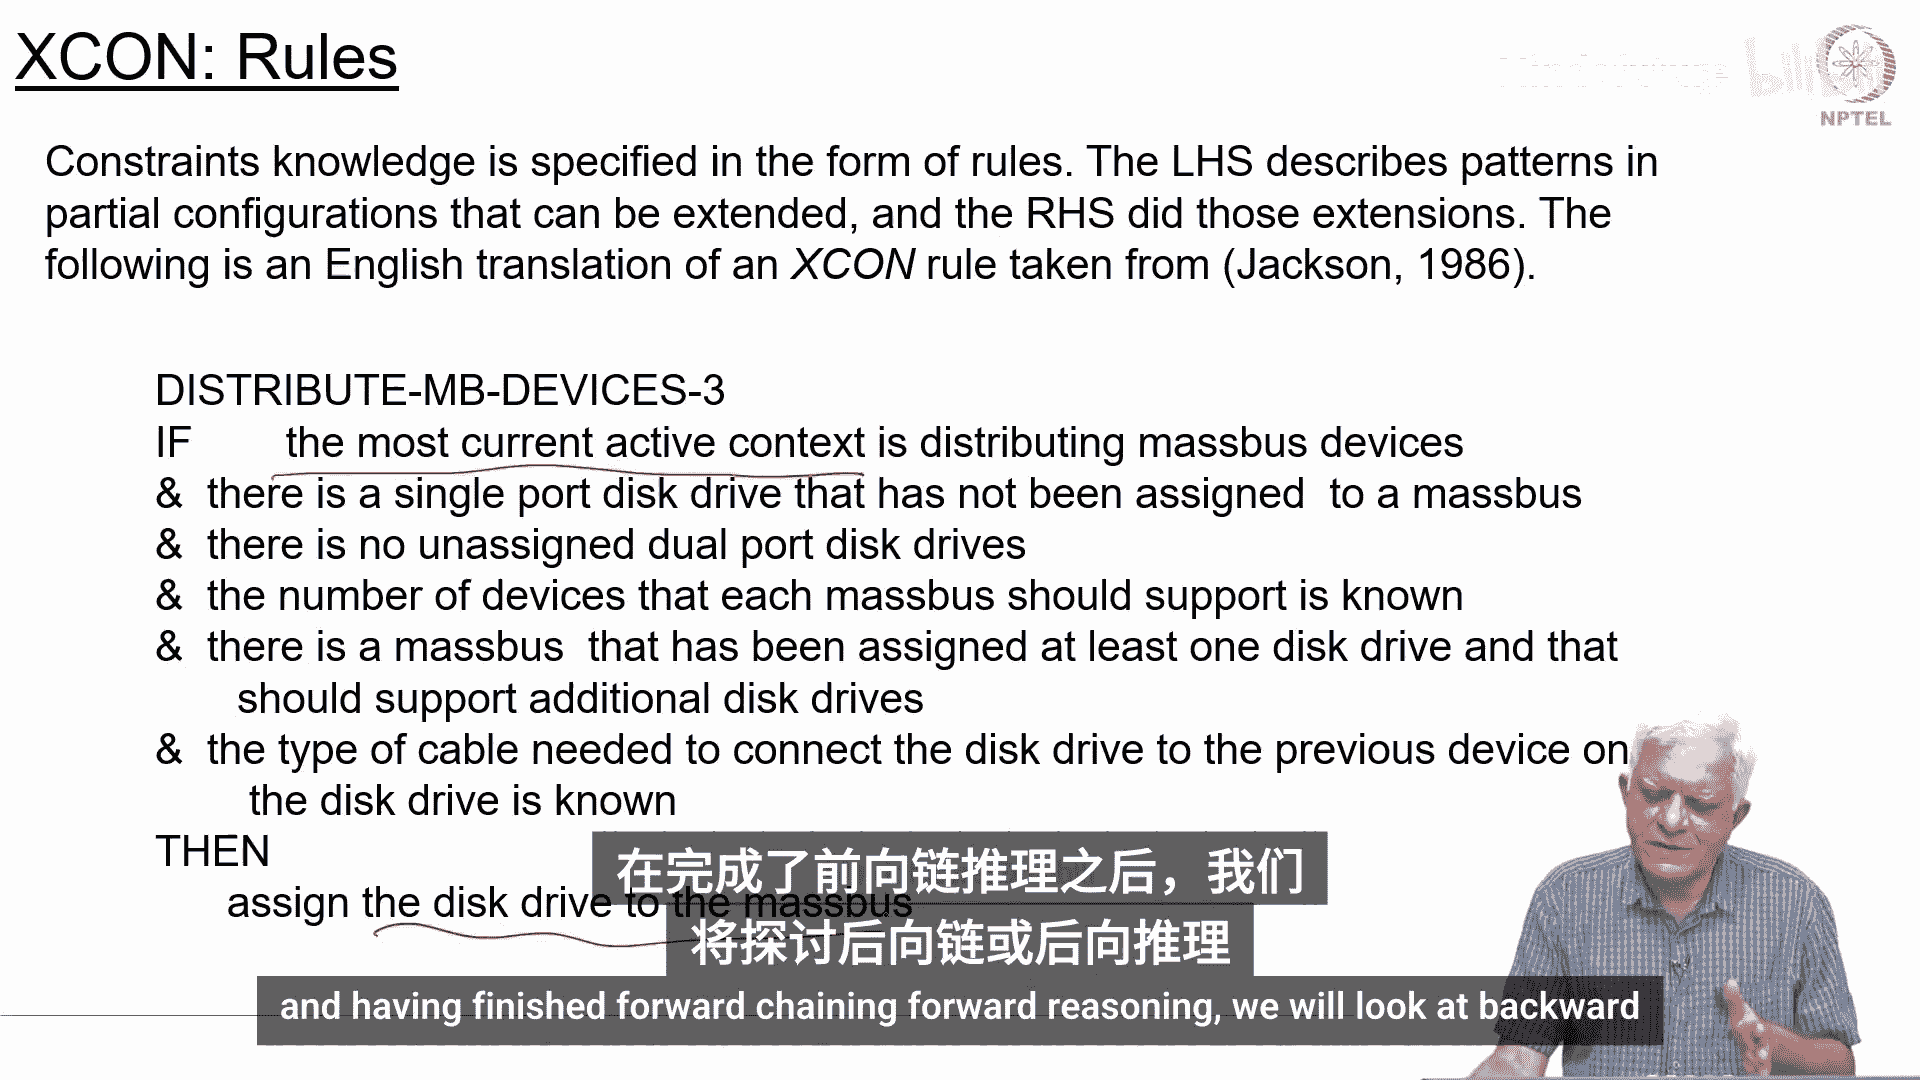 XCON: Rules
NPTEL
Constraints knowledge is specified in the form of rules. The LHS describes patterns in
partial configurations that can be extended, and the RHS did those extensions. The
following is an English translation of an XCON rule taken from (Jackson, 1986).
DISTRIBUTE-MB-DEVICES-3
IF the most current active context is distributing massbus devices
& there is a single port disk drive that has not been assigned to a massbus
& there is no unassigned dual port disk drives
& the number of devices that each massbus should support is known
& there is a massbus that has been assigned at least one disk drive and that
should support additional disk drives
& the type of cable needed to connect the disk drive to the previous device on
the disk drive is known
THEN
assign the disk drive to the massbus
在完成了前向链推理之后，我们
将探讨后向链或后向推理
and having finished forward chaining forward reasoning, we will look at backward